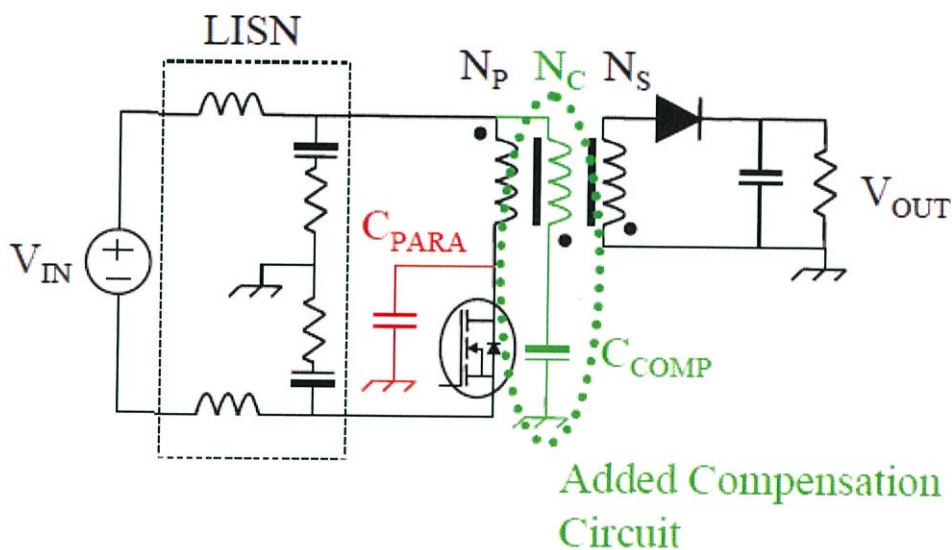 LISN
N_P N_C N_S
C_PARA
V_IN
+
−
V_OUT
C_COMP
Added Compensation
Circuit